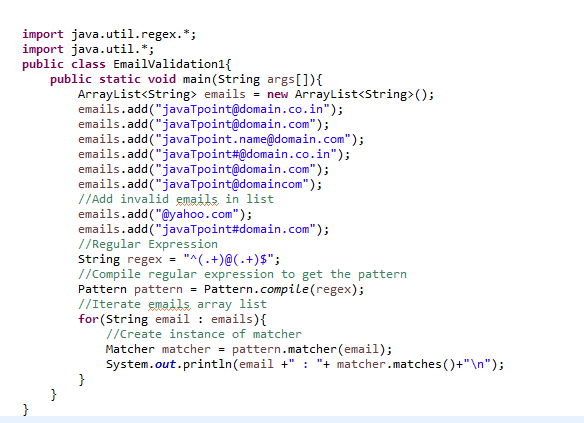 import java.util.regex.*;
import java.util.*;
public class EmailValidation1{
public static void main(String args[]){
ArrayList<String> emails = new ArrayList<String>();
emails.add("javaTpoint@domain.co.in");
emails.add("javaTpoint@domain.com");
emails.add("javaTpoint.name@domain.com");
emails.add("javaTpoint#@domain.co.in");
emails.add("javaTpoint@domain.com");
emails.add("javaTpoint@domaincom");
//Add invalid emails in list
emails.add("@yahoo.com");
emails.add("javaTpoint#domain.com");
//Regular Expression
String regex = "^(.+)@(.+)$";
//Compile regular expression to get the pattern
Pattern pattern = Pattern.compile(regex);
//Iterate emails array list
for(String email : emails){
//Create instance of matcher
Matcher matcher = pattern.matcher(email);
System.out.println(email +" : "+ matcher.matches()+"\n");
}
}
}